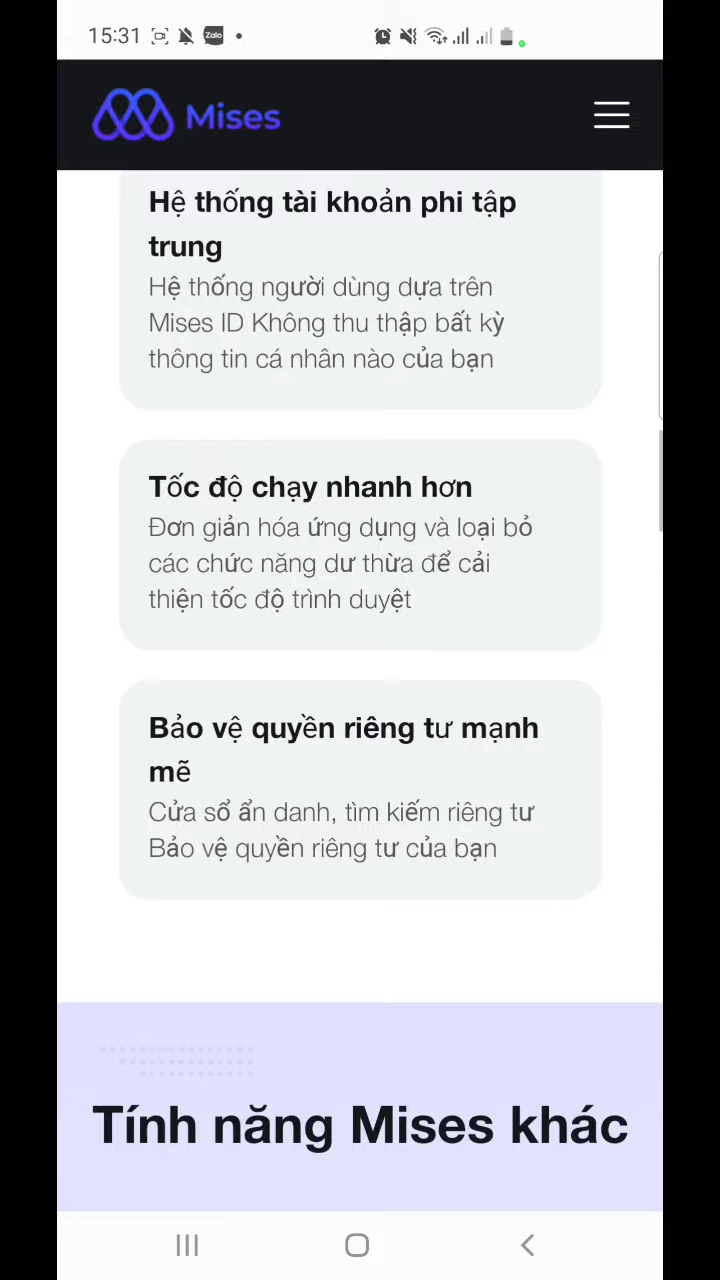 15:31
Zalo
Mises
Hệ thống tài khoản phi tập
trung
Hệ thống người dùng dựa trên
Mises ID Không thu thập bất kỳ
thông tin cá nhân nào của bạn
Tốc độ chạy nhanh hơn
Đơn giản hóa ứng dụng và loại bỏ
các chức năng dư thừa để cải
thiện tốc độ trình duyệt
Bảo vệ quyền riêng tư mạnh
mẽ
Cửa sổ ẩn danh, tìm kiếm riêng tư
Bảo vệ quyền riêng tư của bạn
Tính năng Mises khác